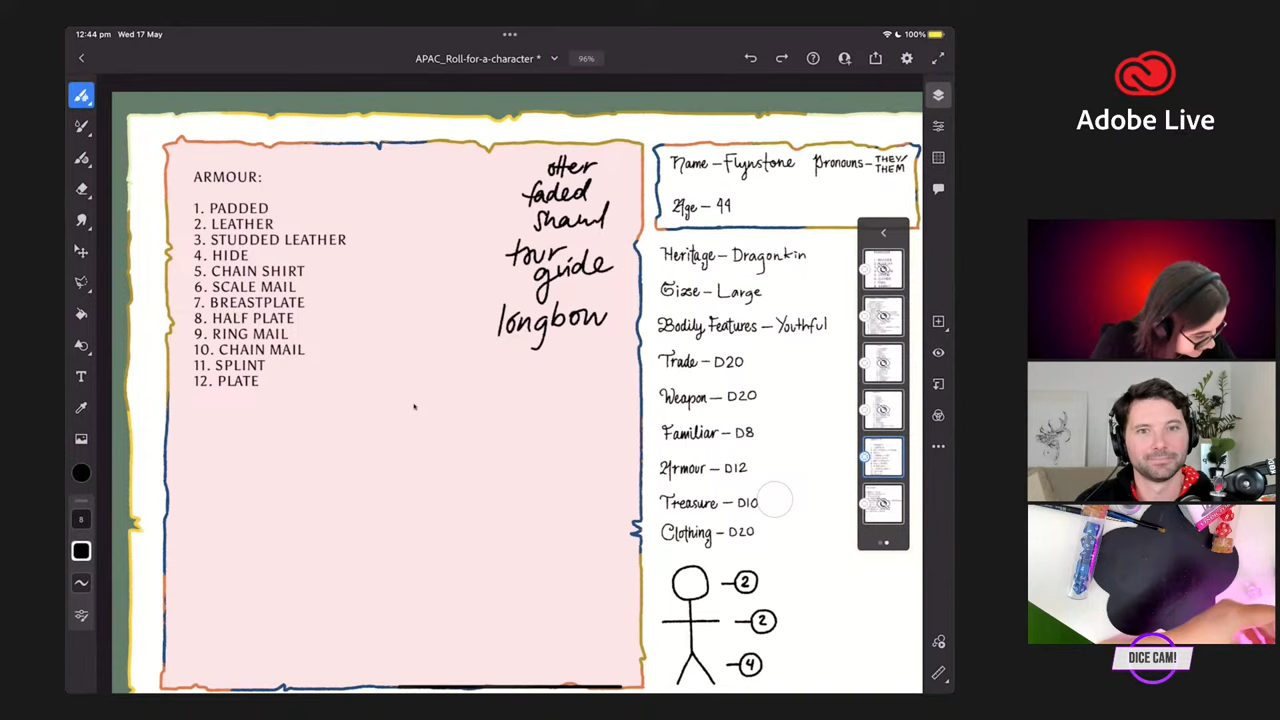 12:44 pm Wed 17 May
100%
APAC_Roll-for-a-character *
96%
Adobe Live
ARMOUR:
1. PADDED
2. LEATHER
3. STUDDED LEATHER
4. HIDE
5. CHAIN SHIRT
6. SCALE MAIL
7. BREASTPLATE
8. HALF PLATE
9. RING MAIL
10. CHAIN MAIL
11. SPLINT
12. PLATE
otter
faded
shawl
tour
guide
longbow
Name – Flynstone Pronouns – THEY/
THEM
Age – 44
Heritage – Dragonkin
Size – Large
Bodily Features – Youthful
Trade – D20
Weapon – D20
Familiar – D8
Armour – D12
Treasure – D10
Clothing – D20
2
2
4
8
T
DICE CAM!